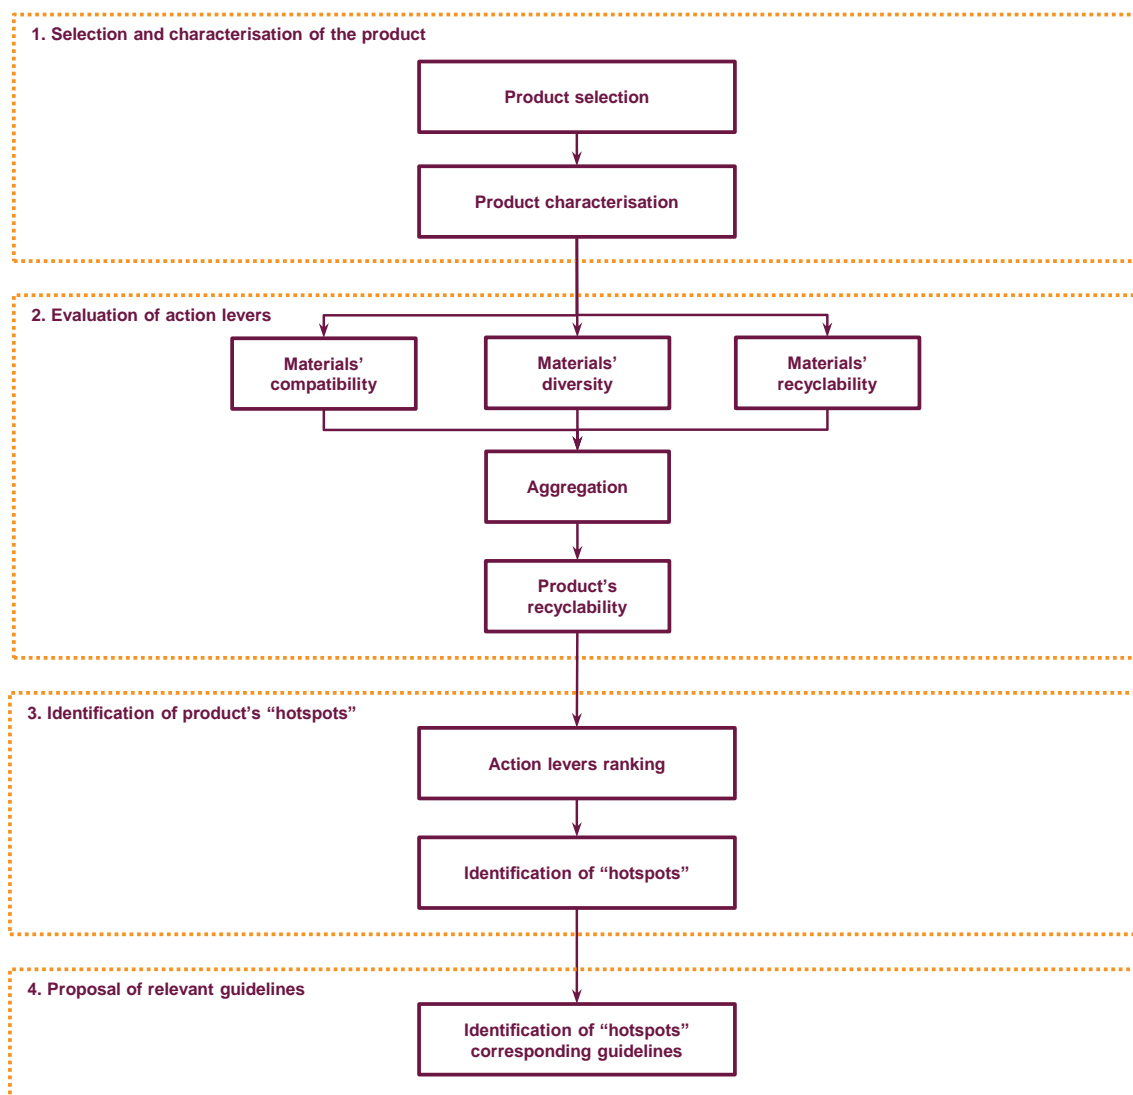 1. Selection and characterisation of the product
Product selection
Product characterisation
2. Evaluation of action levers
Materials’
compatibility
Materials’
diversity
Materials’
recyclability
Aggregation
Product’s
recyclability
3. Identification of product’s “hotspots”
Action levers ranking
Identification of “hotspots”
4. Proposal of relevant guidelines
Identification of “hotspots”
corresponding guidelines